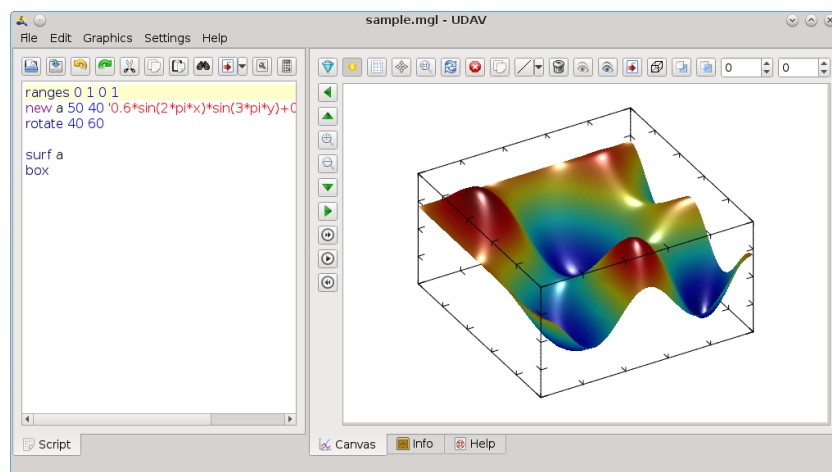 sample.mgl - UDAV
File Edit Graphics Settings Help
0 0
ranges 0 1 0 1
new a 50 40 '0.6*sin(2*pi*x)*sin(3*pi*y)+0
rotate 40 60
surf a
box
Script
Canvas Info Help